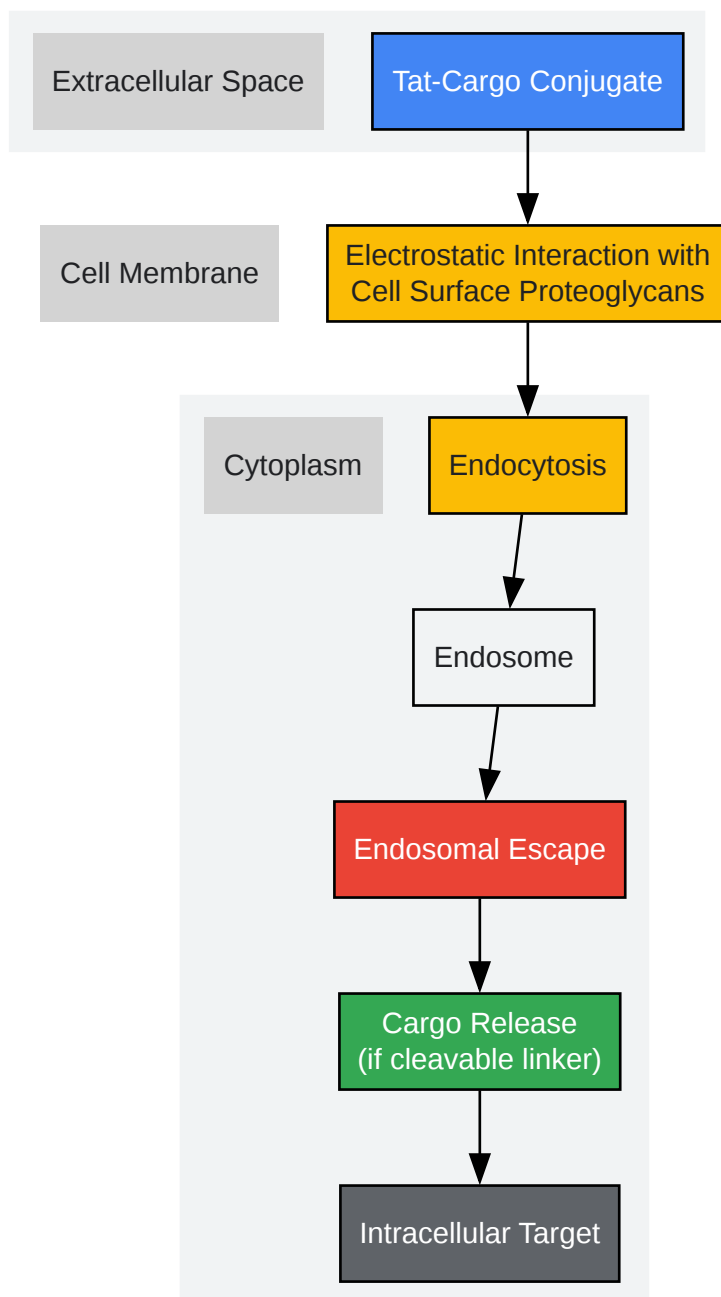 Extracellular Space
Tat-Cargo Conjugate
Cell Membrane
Electrostatic Interaction with
Cell Surface Proteoglycans
Cytoplasm
Endocytosis
Endosome
Endosomal Escape
Cargo Release
(if cleavable linker)
Intracellular Target